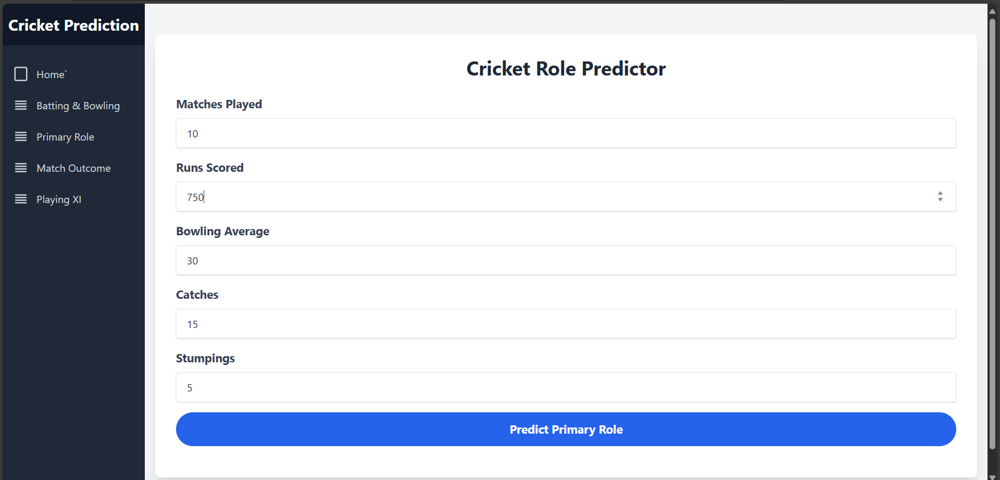 Cricket Prediction
Home`
Batting & Bowling
Primary Role
Match Outcome
Playing XI
Cricket Role Predictor
Matches Played
10
Runs Scored
750
Bowling Average
30
Catches
15
Stumpings
5
Predict Primary Role